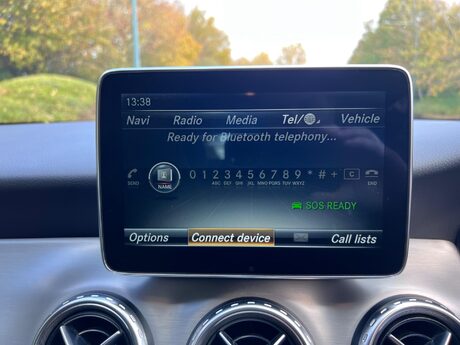 13:38
Navi Radio Media Tel/ Vehicle
Ready for Bluetooth telephony...
SEND NAME 0 1 2 3 4 5 6 7 8 9 * # + C END
ABC DEF GHI JKL MNO PQRS TUV WXYZ
SOS READY
Options Connect device Call lists